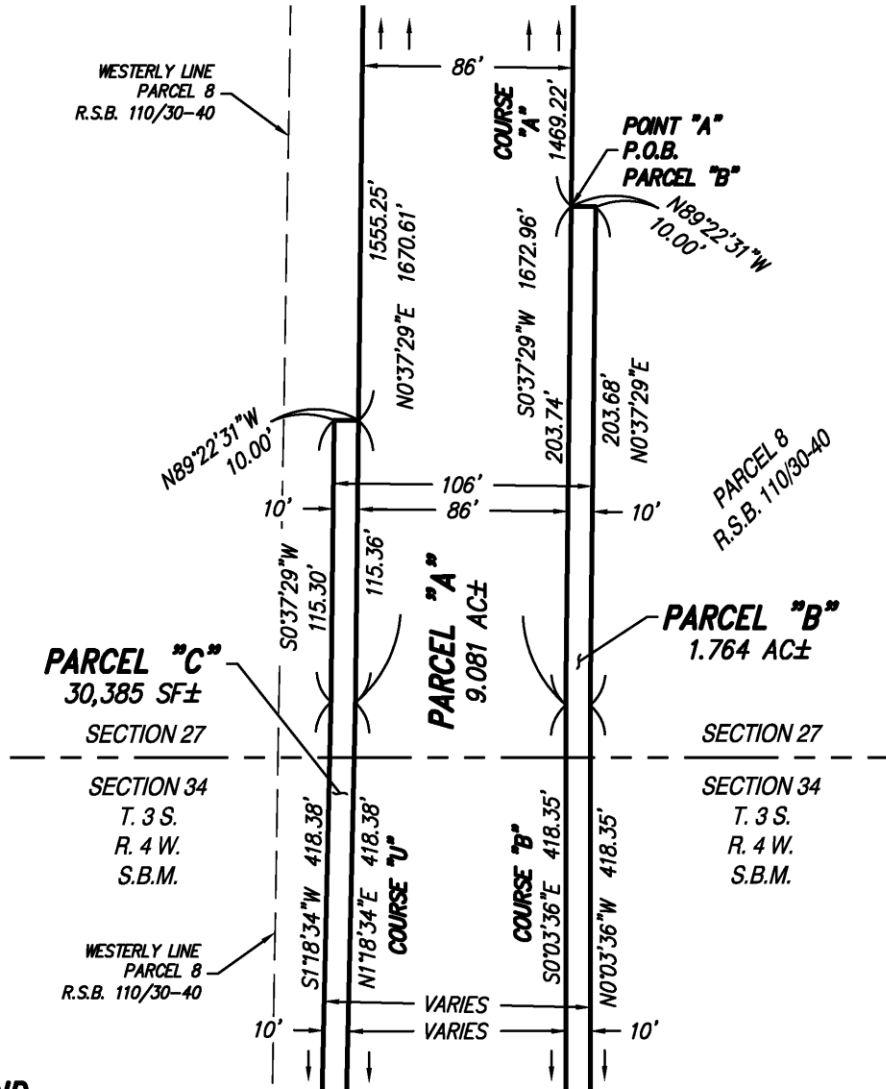 WESTERLY LINE
PARCEL 8
R.S.B. 110/30-40
86'
COURSE
"A"
1469.22'
POINT "A"
P.O.B.
PARCEL "B"
N89°22'31"W
10.00'
1555.25'
N0°37'29"E 1670.61'
S0°37'29"W 1672.96'
203.74'
203.68'
N0°37'29"E
N89°22'31"W
10.00'
PARCEL 8
R.S.B. 110/30-40
106'
10'
86'
10'
S0°37'29"W
115.30'
115.36'
PARCEL "A"
9.081 AC±
PARCEL "B"
1.764 AC±
PARCEL "C"
30,385 SF±
SECTION 27
SECTION 27
SECTION 34
T. 3 S.
R. 4 W.
S.B.M.
SECTION 34
T. 3 S.
R. 4 W.
S.B.M.
S1°18'34"W 418.38'
N1°18'34"E 418.38'
COURSE "U"
COURSE "B"
S0°03'36"E 418.35'
N0°03'36"W 418.35'
WESTERLY LINE
PARCEL 8
R.S.B. 110/30-40
VARIES
10'
VARIES
10'